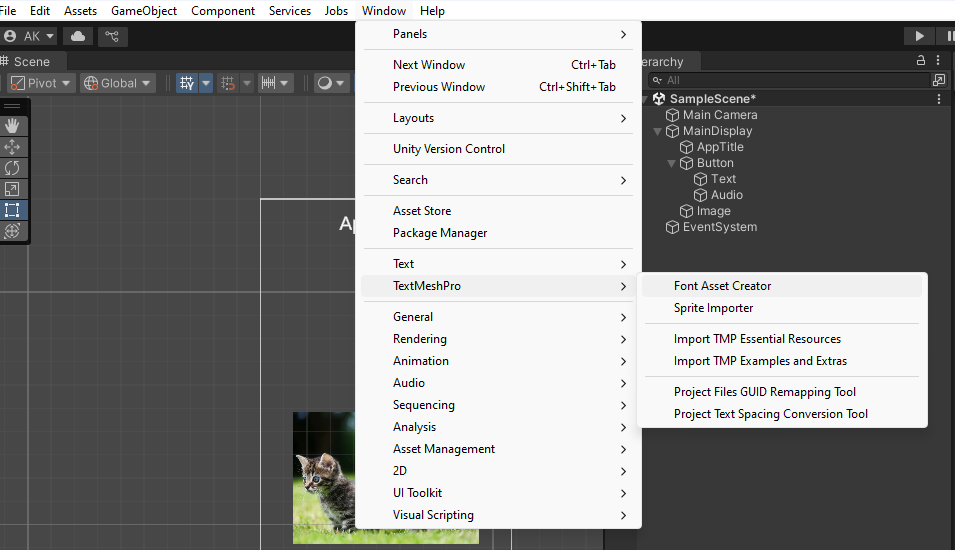 File Edit Assets GameObject Component Services Jobs Window Help
AK
Scene
Pivot
Global
Ap
Panels
Next Window Ctrl+Tab
Previous Window Ctrl+Shift+Tab
Layouts
Unity Version Control
Search
Asset Store
Package Manager
Text
TextMeshPro
General
Rendering
Animation
Audio
Sequencing
Analysis
Asset Management
2D
UI Toolkit
Visual Scripting
Font Asset Creator
Sprite Importer
Import TMP Essential Resources
Import TMP Examples and Extras
Project Files GUID Remapping Tool
Project Text Spacing Conversion Tool
erarchy
All
SampleScene*
Main Camera
MainDisplay
AppTitle
Button
Text
Audio
Image
EventSystem